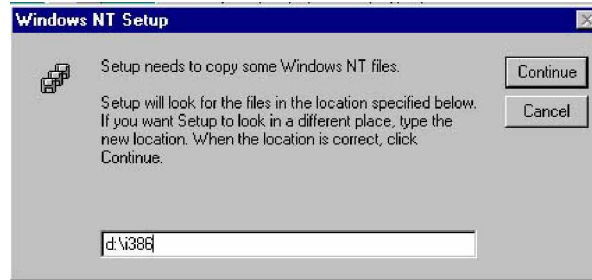 Windows NT Setup
Setup needs to copy some Windows NT files.
Continue
Setup will look for the files in the location specified below.
If you want Setup to look in a different place, type the
new location. When the location is correct, click
Continue.
Cancel
d:\i386